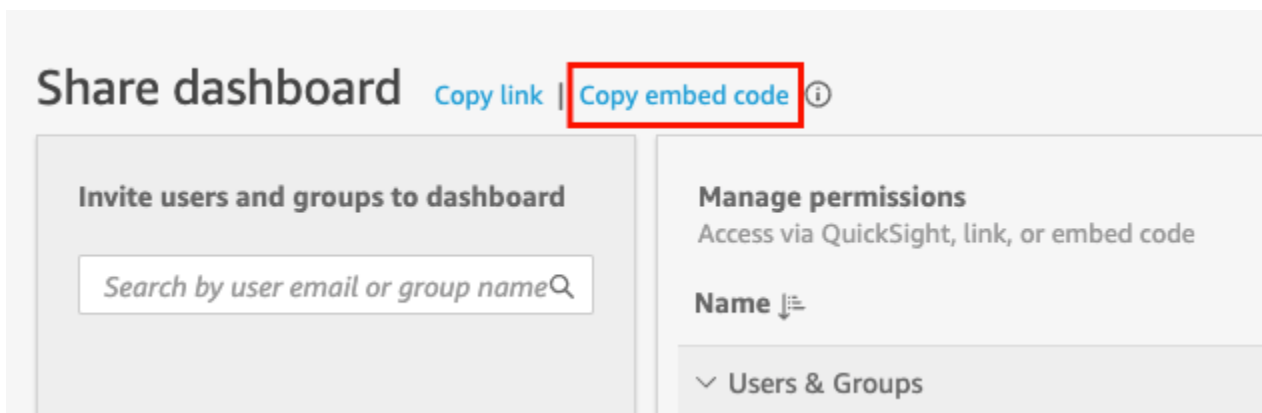 Share dashboard Copy link | Copy embed code
Invite users and groups to dashboard
Search by user email or group name
Manage permissions
Access via QuickSight, link, or embed code
Name
Users & Groups